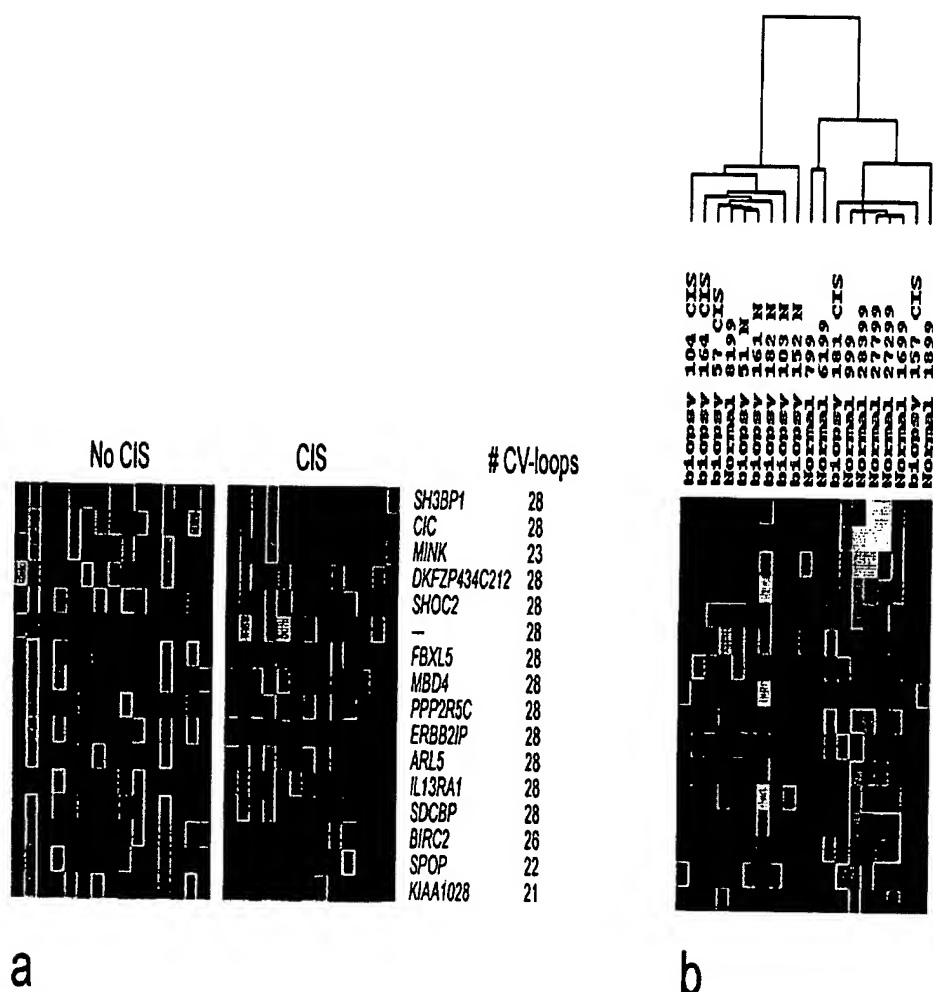 No CIS
CIS
# CV-loops
SH3BP1 28
CIC 28
MINK 23
DKFZP434C212 28
SHOC2 28
— 28
FBXL5 28
MBD4 28
PPP2R5C 28
ERBB2IP 28
ARL5 28
IL13RA1 28
SDCBP 28
BIRC2 26
SPOP 22
KIAA1028 21
biopsy 104 CIS
biopsy 164 CIS
biopsy 57 CIS
Normal 8199
biopsy 51 N
biopsy 161 N
biopsy 182 N
biopsy 103 N
biopsy 152 N
Normal 799
Normal 6199
biopsy 181 CIS
Normal 999
Normal 28399
Normal 27799
Normal 27299
Normal 1699
biopsy 157 CIS
Normal 1899
a
b